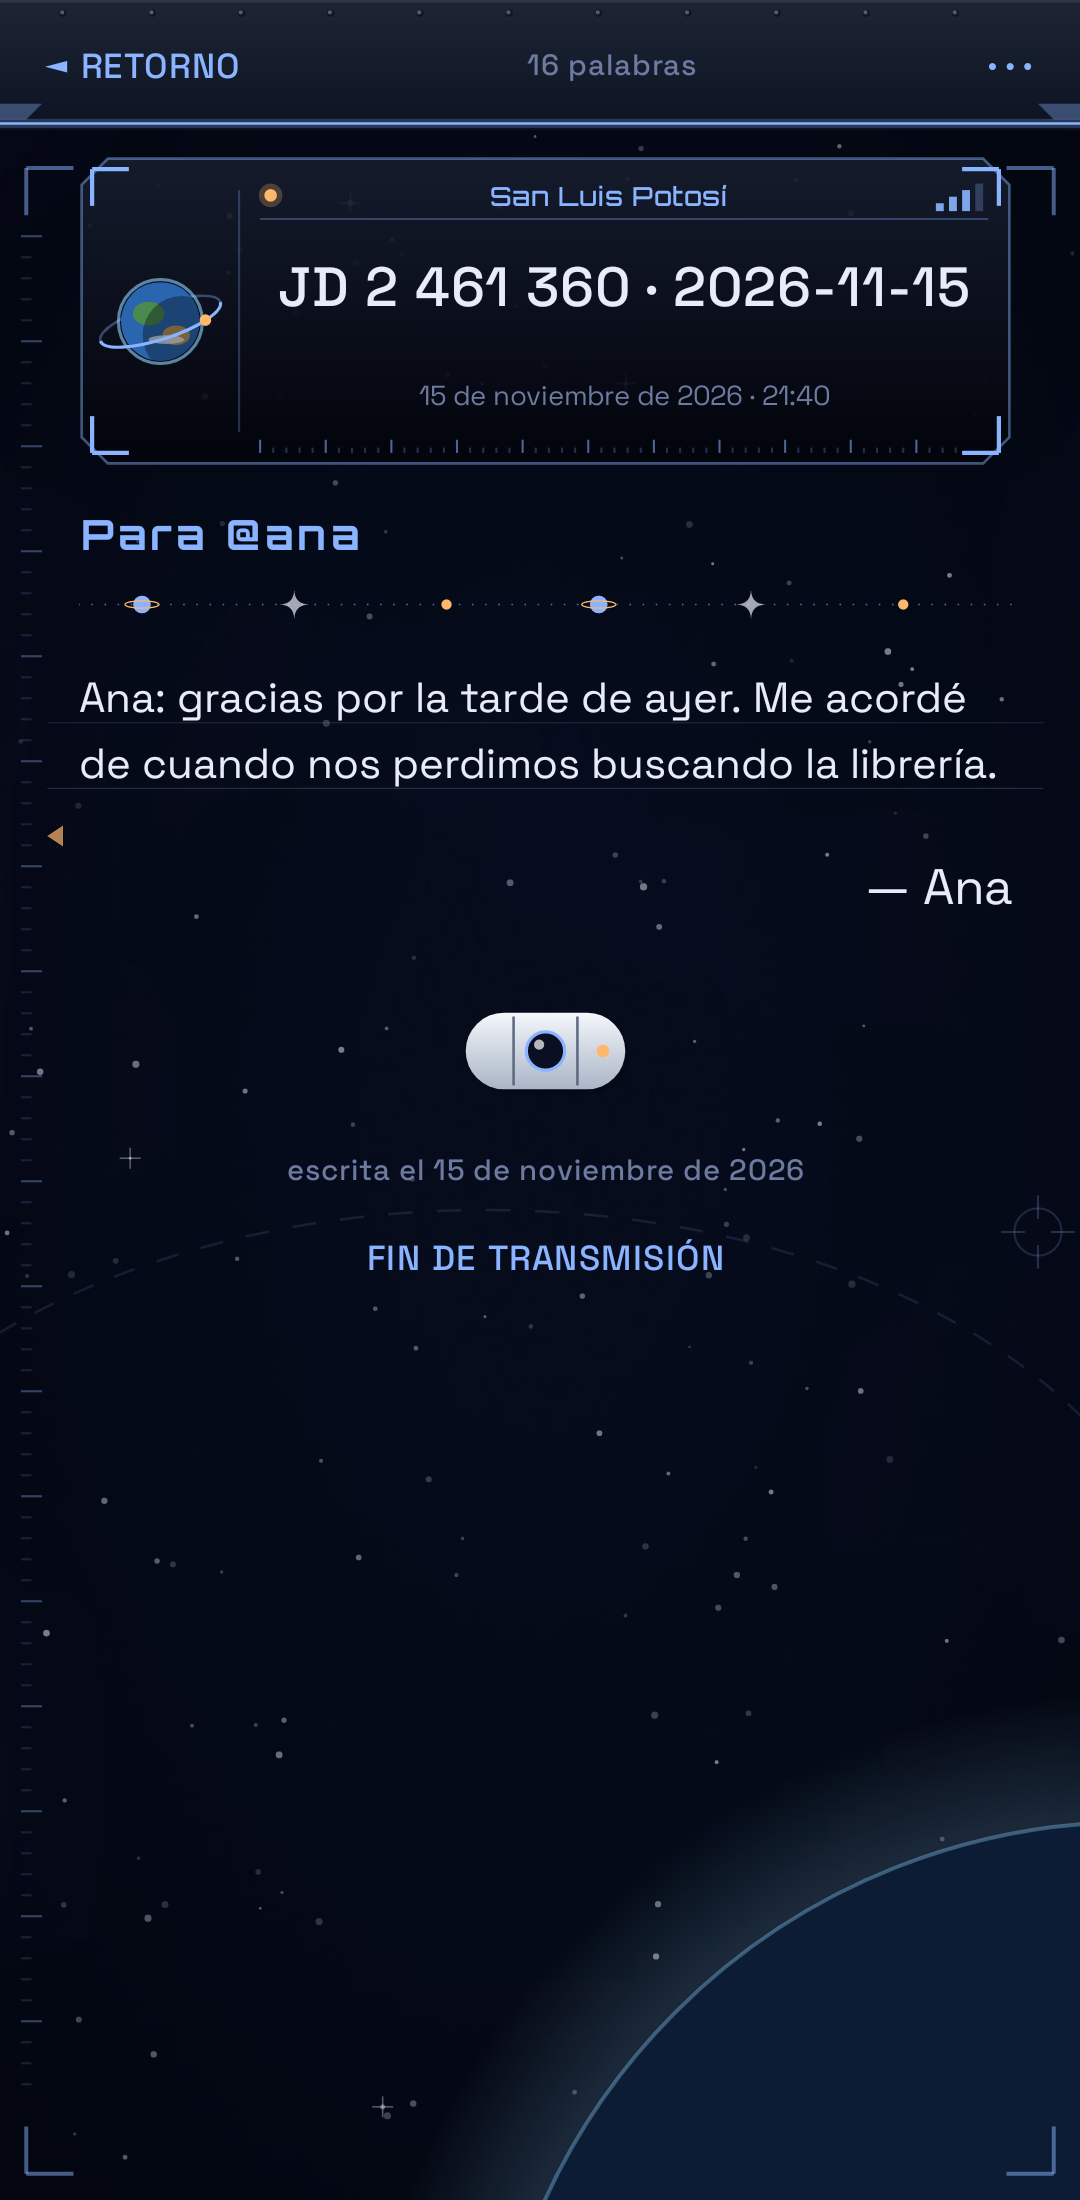 ◄ RETORNO
16 palabras
•••
San Luis Potosí
JD 2 461 360 · 2026-11-15
15 de noviembre de 2026 · 21:40
Para @ana
Ana: gracias por la tarde de ayer. Me acordé
de cuando nos perdimos buscando la librería.
— Ana
escrita el 15 de noviembre de 2026
FIN DE TRANSMISIÓN